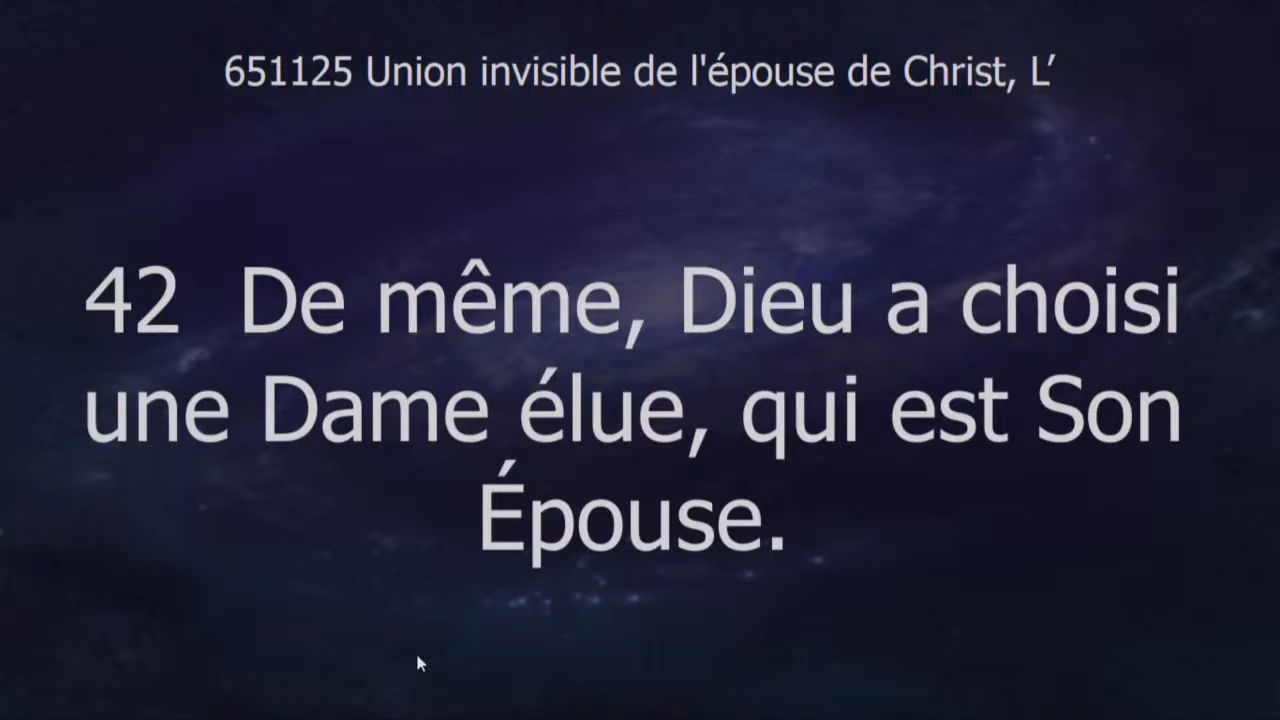 651125 Union invisible de l'épouse de Christ, L’
42 De même, Dieu a choisi
une Dame élue, qui est Son
Épouse.